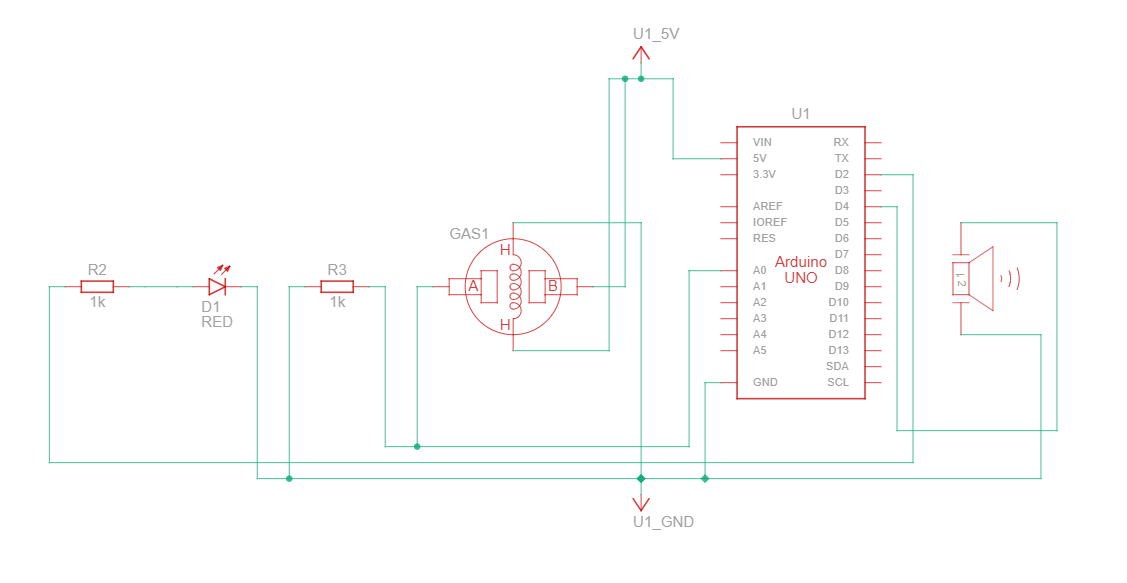 U1_5V
U1
VIN
5V
3.3V
AREF
IOREF
RES
A0
A1
A2
A3
A4
A5
GND
RX
TX
D2
D3
D4
D5
D6
D7
D8
D9
D10
D11
D12
D13
SDA
SCL
Arduino
UNO
GAS1
H
A
B
H
R2
1k
D1
RED
R3
1k
1 2
U1_GND